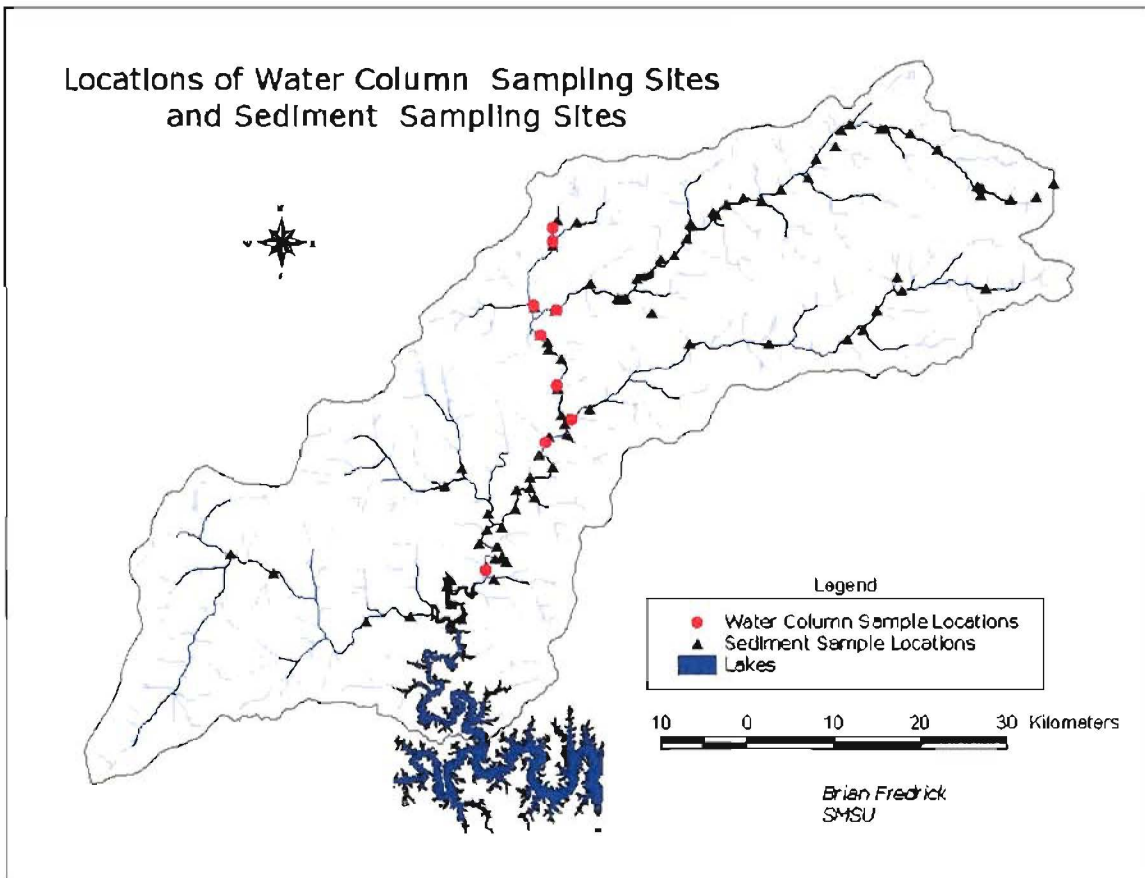 Locations of Water Column Sampling Sites
and Sediment Sampling Sites
Legend
Water Column Sample Locations
Sediment Sample Locations
Lakes
10 0 10 20 30 Kilometers
Brian Fredrick
SMSU